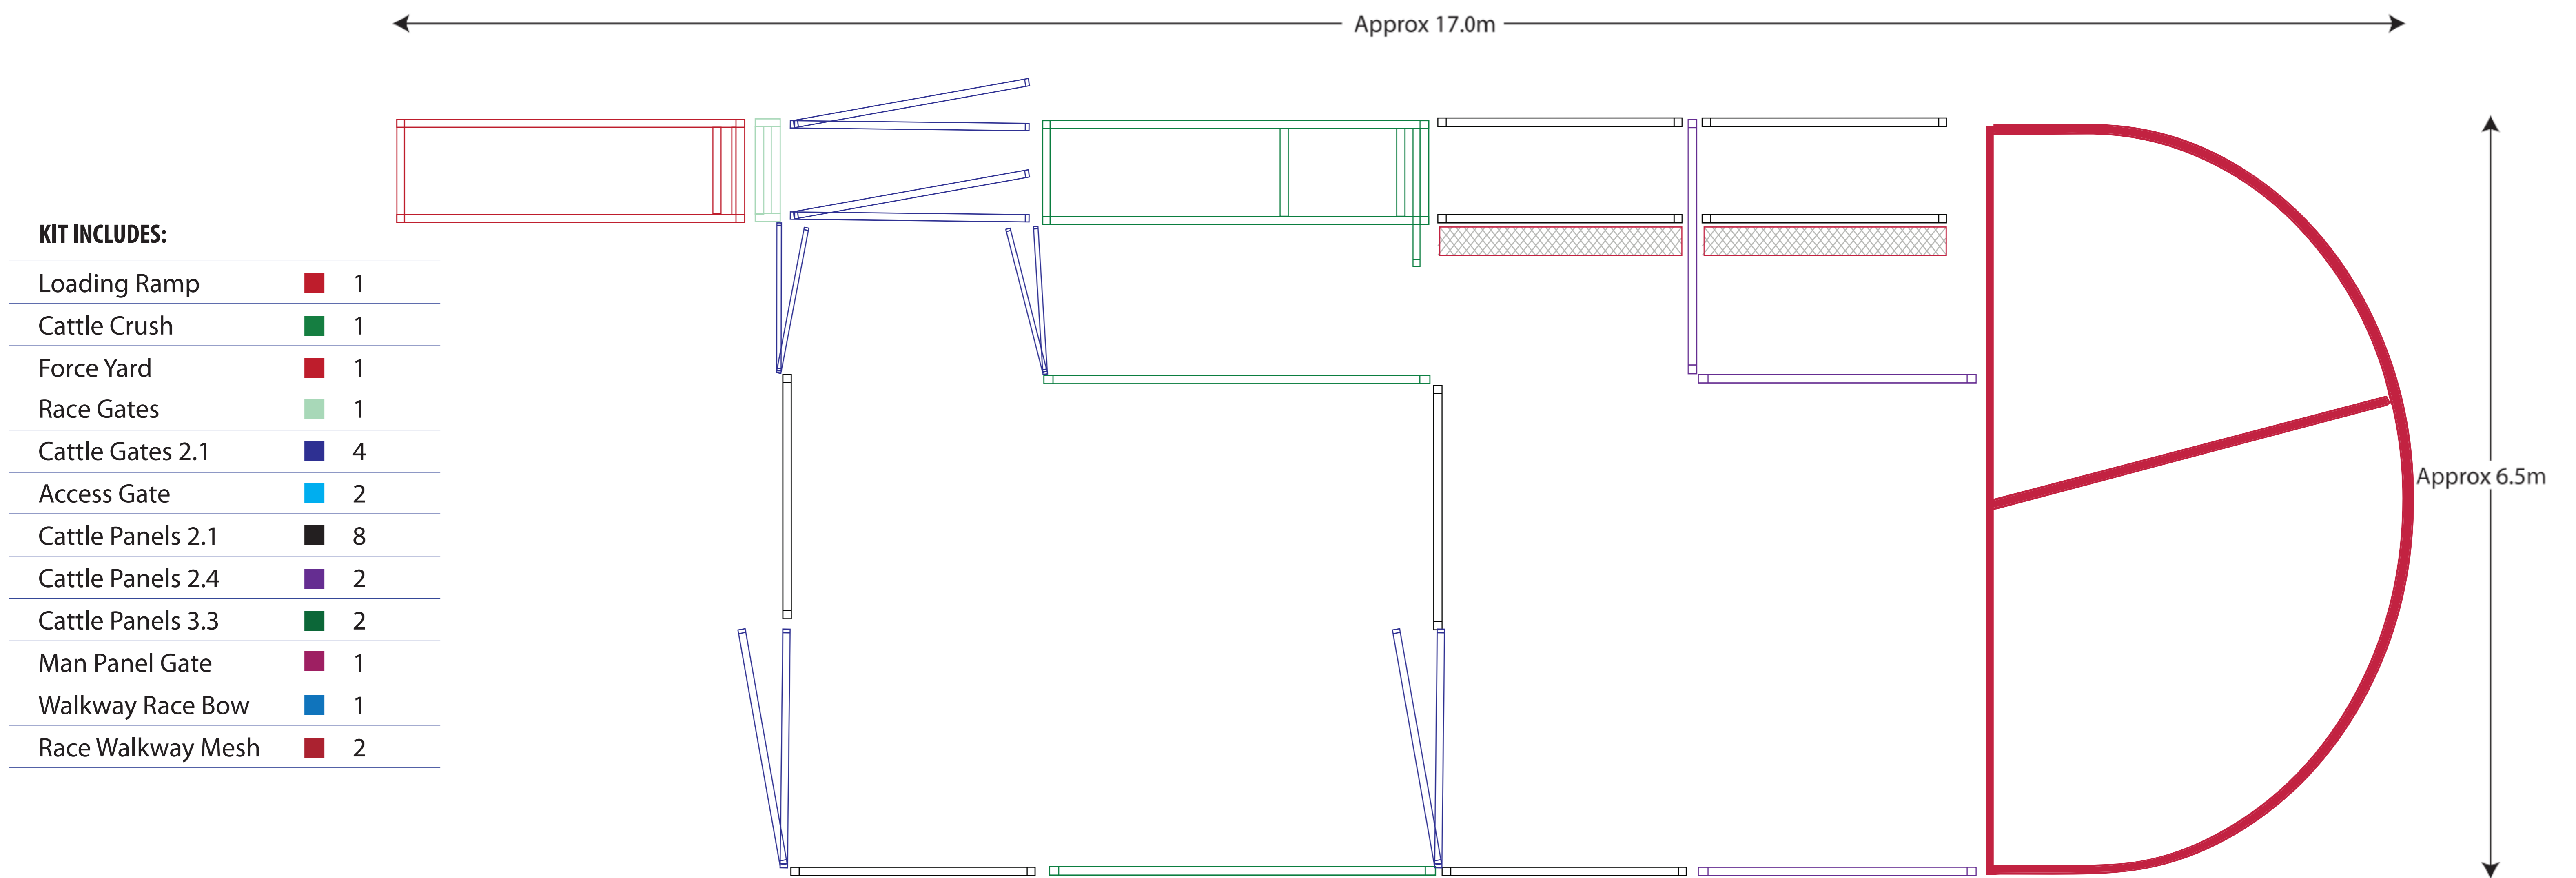 Approx 17.0m
KIT INCLUDES:
Loading Ramp 1
Cattle Crush 1
Force Yard 1
Race Gates 1
Cattle Gates 2.1 4
Access Gate 2
Cattle Panels 2.1 8
Cattle Panels 2.4 2
Cattle Panels 3.3 2
Man Panel Gate 1
Walkway Race Bow 1
Race Walkway Mesh 2
Approx 6.5m